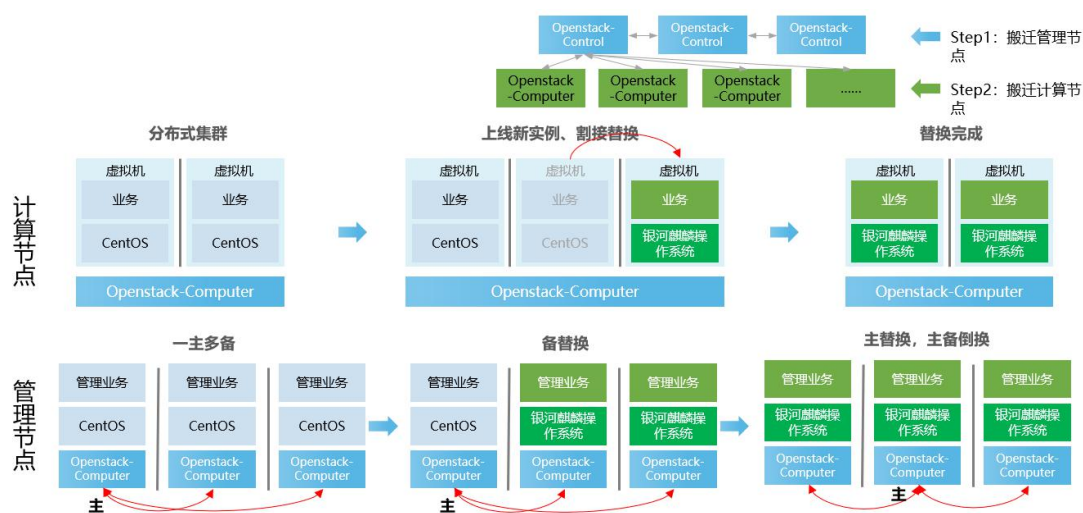 Openstack-
Control
Openstack-
Control
Openstack-
Control
Step1：搬迁管理节
点
Openstack
-Computer
Openstack
-Computer
Openstack
-Computer
......
Step2：搬迁计算节
点
计算节点
分布式集群
虚拟机
业务
CentOS
虚拟机
业务
CentOS
Openstack-Computer
上线新实例、割接替换
虚拟机
业务
CentOS
虚拟机
业务
CentOS
虚拟机
业务
银河麒麟操
作系统
Openstack-Computer
替换完成
虚拟机
业务
银河麒麟操
作系统
虚拟机
业务
银河麒麟操
作系统
Openstack-Computer
管理节点
一主多备
管理业务
CentOS
Openstack-
Computer
管理业务
CentOS
Openstack-
Computer
管理业务
CentOS
Openstack-
Computer
主
备替换
管理业务
CentOS
Openstack-
Computer
管理业务
银河麒麟操
作系统
Openstack-
Computer
管理业务
银河麒麟操
作系统
Openstack-
Computer
主
主替换，主备倒换
管理业务
银河麒麟操
作系统
Openstack-
Computer
管理业务
银河麒麟操
作系统
Openstack-
Computer
管理业务
银河麒麟操
作系统
Openstack-
Computer
主